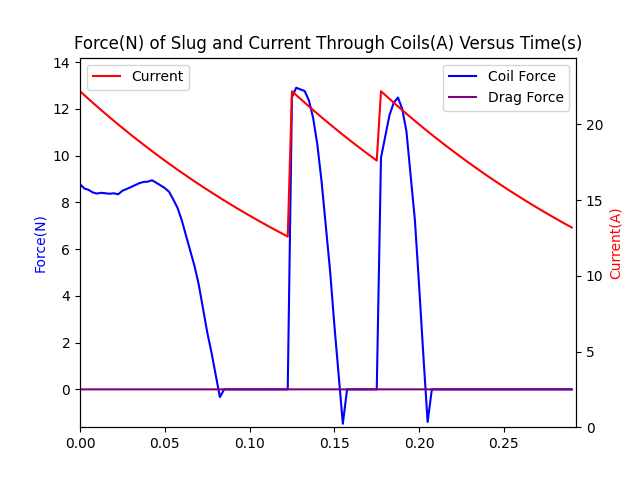 Force(N) of Slug and Current Through Coils(A) Versus Time(s)
Current
Coil Force
Drag Force
14
12
10
8
6
4
2
0
Force(N)
20
15
10
5
0
Current(A)
0.00 0.05 0.10 0.15 0.20 0.25